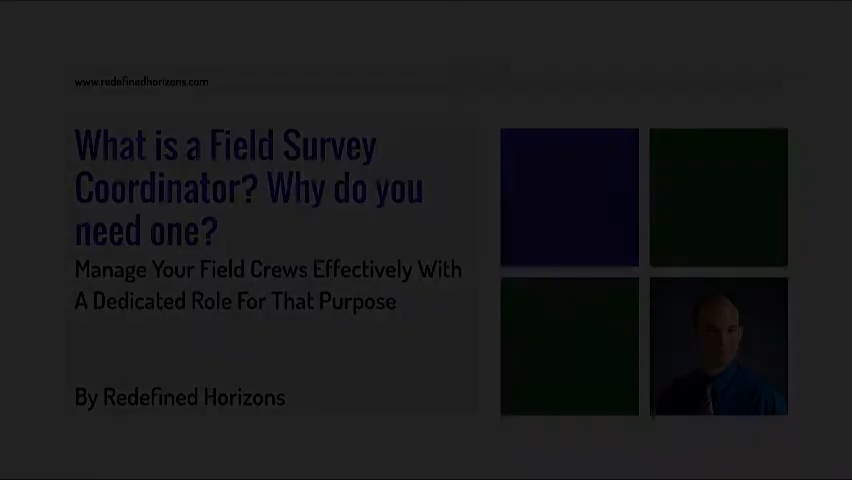 www.redefinedhorizons.com
What is a Field Survey
Coordinator? Why do you
need one?
Manage Your Field Crews Effectively With
A Dedicated Role For That Purpose
By Redefined Horizons